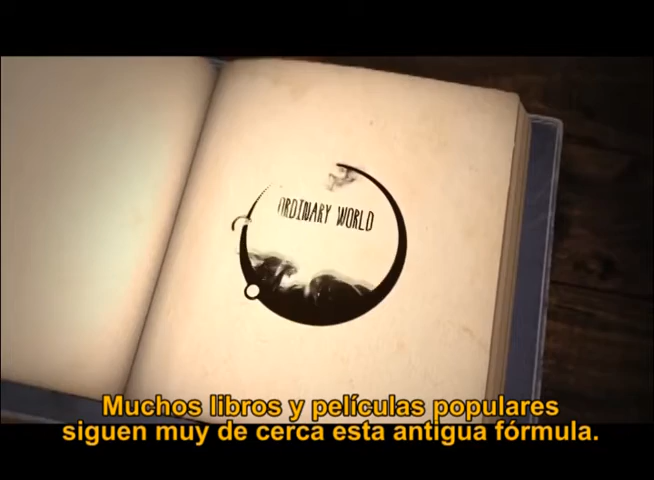 ORDINARY WORLD
Muchos libros y películas populares
siguen muy de cerca esta antigua fórmula.